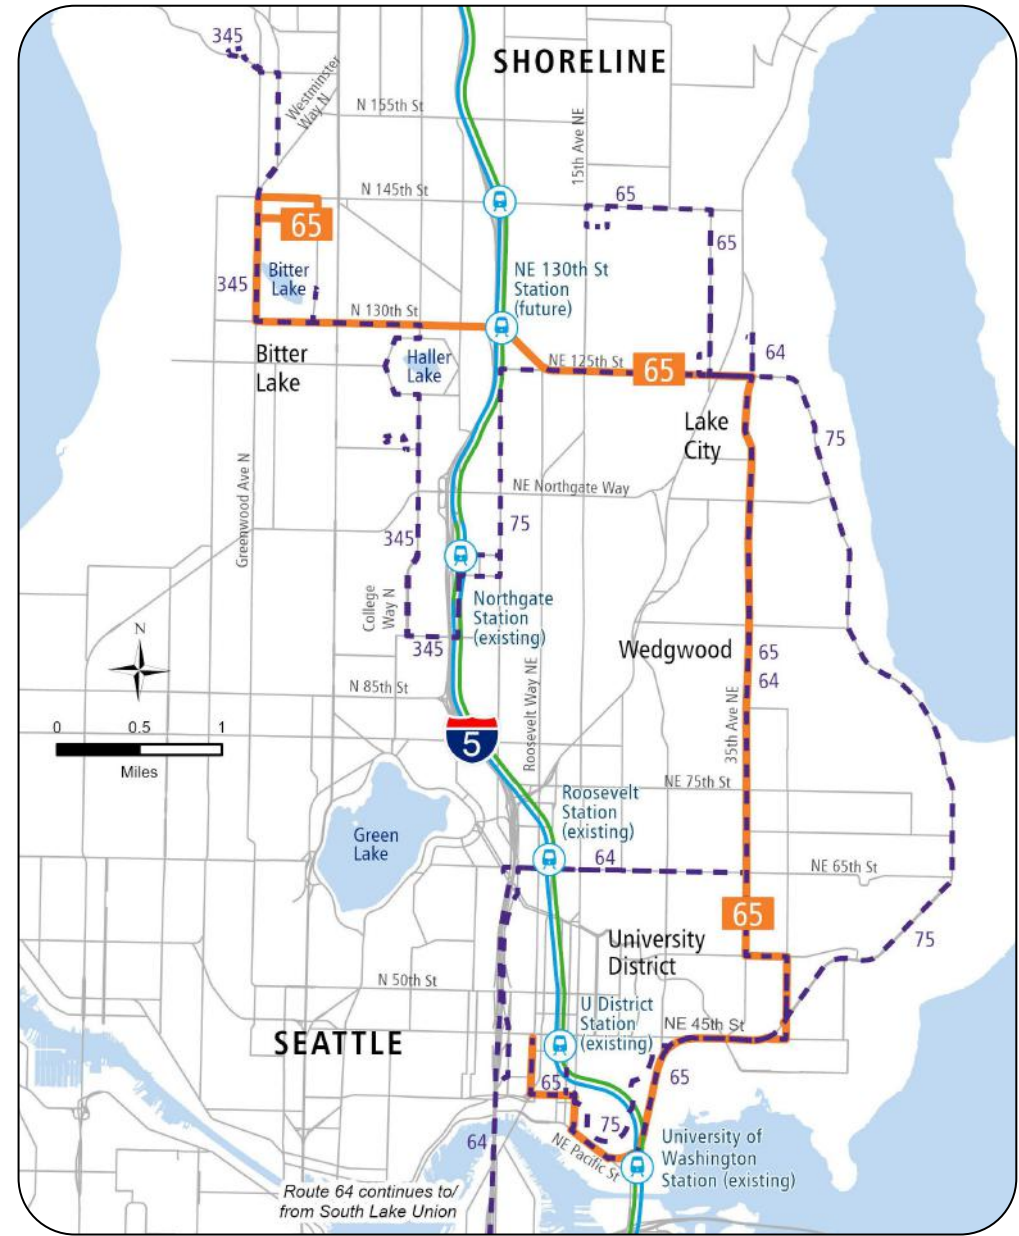 345
SHORELINE
Westminster
Way N
N 155th St
15th Ave NE
N 145th St
65
65
65
345
Bitter
Lake
NE 130th St
Station
(future)
N 130th St
Bitter
Lake
Haller
Lake
NE 125th St
65
64
Lake
City
75
Greenwood Ave N
NE Northgate Way
75
345
College
Way N
Northgate
Station
(existing)
N
345
Wedgwood
65
64
N 85th St
Roosevelt Way NE
35th Ave NE
0 0.5 1
Miles
5
NE 75th St
Roosevelt
Station
(existing)
Green
Lake
64
NE 65th St
65
University
District
75
N 50th St
U District
Station
(existing)
NE 45th St
SEATTLE
65
65
75
64
NE Pacific St
University of
Washington
Station (existing)
Route 64 continues to/
from South Lake Union